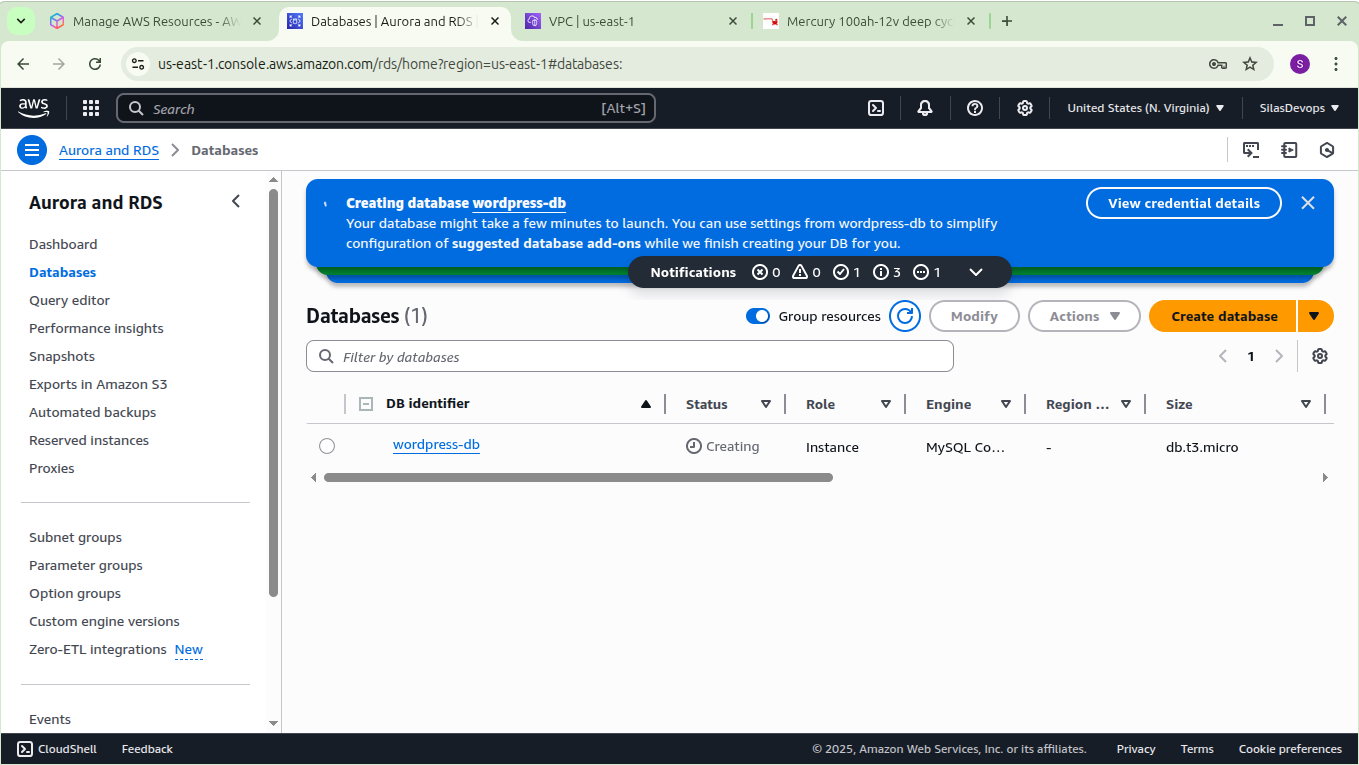 Manage AWS Resources - AW
Databases | Aurora and RDS
VPC | us-east-1
Mercury 100ah-12v deep cyc
us-east-1.console.aws.amazon.com/rds/home?region=us-east-1#databases:
S
aws
Search
[Alt+S]
United States (N. Virginia)
SilasDevops
Aurora and RDS
Databases
Aurora and RDS
Dashboard
Databases
Query editor
Performance insights
Snapshots
Exports in Amazon S3
Automated backups
Reserved instances
Proxies
Subnet groups
Parameter groups
Option groups
Custom engine versions
Zero-ETL integrations New
Events
Creating database wordpress-db
Your database might take a few minutes to launch. You can use settings from wordpress-db to simplify
configuration of suggested database add-ons while we finish creating your DB for you.
View credential details
Notifications 0 0 1 3 1
Databases (1)
Group resources
Modify
Actions
Create database
Filter by databases
1
DB identifier Status Role Engine Region ... Size
wordpress-db Creating Instance MySQL Co... - db.t3.micro
CloudShell Feedback
© 2025, Amazon Web Services, Inc. or its affiliates. Privacy Terms Cookie preferences